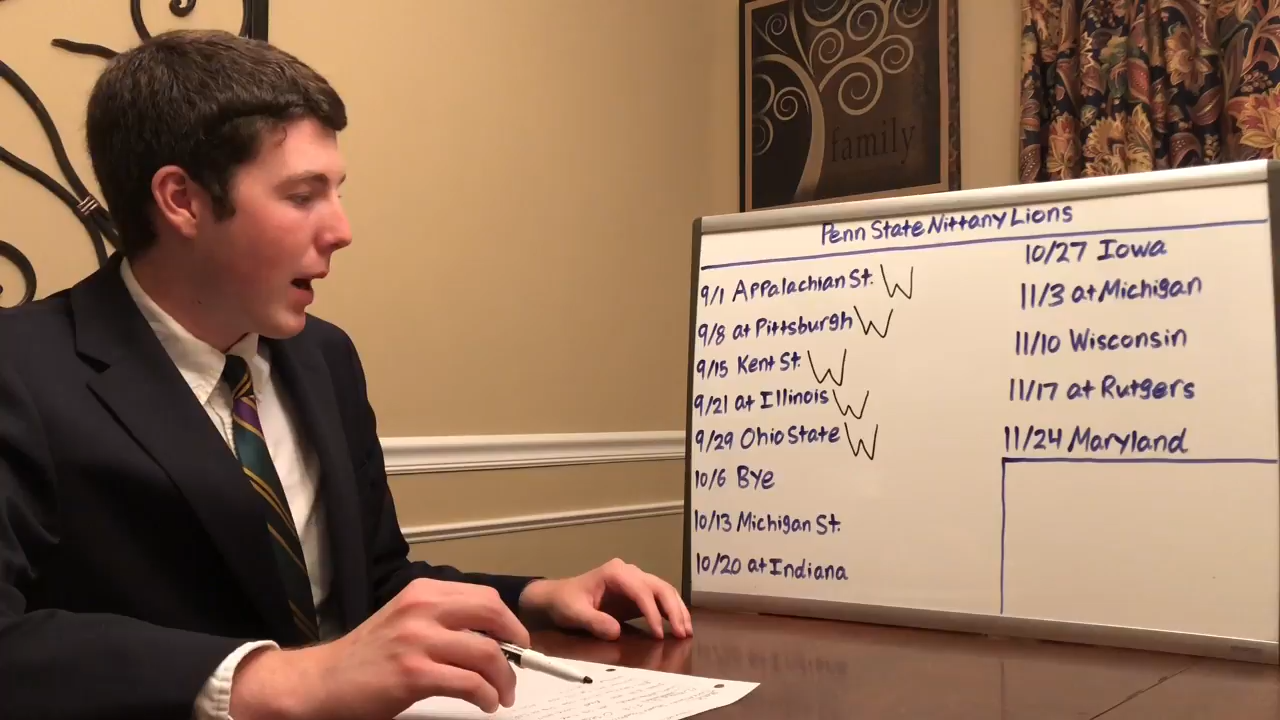 family
Penn State Nittany Lions
9/1 Appalachian St. W
9/8 at Pittsburgh W
9/15 Kent St. W
9/21 at Illinois W
9/29 Ohio State W
10/6 Bye
10/13 Michigan St.
10/20 at Indiana
10/27 Iowa
11/3 at Michigan
11/10 Wisconsin
11/17 at Rutgers
11/24 Maryland